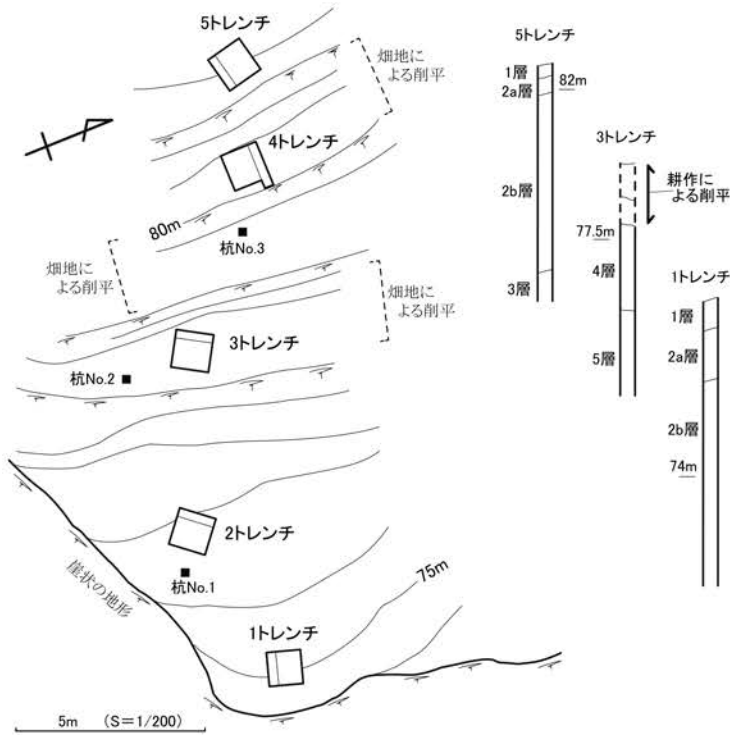 5トレンチ
畑地に
よる削平
4トレンチ
80m
杭No.3
畑地に
よる削平
畑地に
よる削平
3トレンチ
杭No.2
2トレンチ
杭No.1
崖状の地形
75m
1トレンチ
5m (S=1/200)
5トレンチ
1層
2a層
82m
2b層
3層
3トレンチ
耕作に
よる削平
77.5m
4層
5層
1トレンチ
1層
2a層
2b層
74m